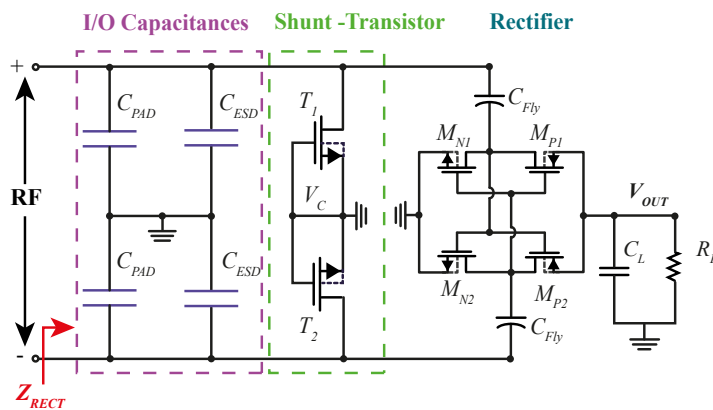 I/O Capacitances
Shunt -Transistor
Rectifier
+
C_PAD
C_ESD
T_1
C_Fly
M_N1
M_P1
RF
V_C
V_OUT
C_PAD
C_ESD
C_L
M_N2
M_P2
T_2
C_Fly
-
Z_RECT